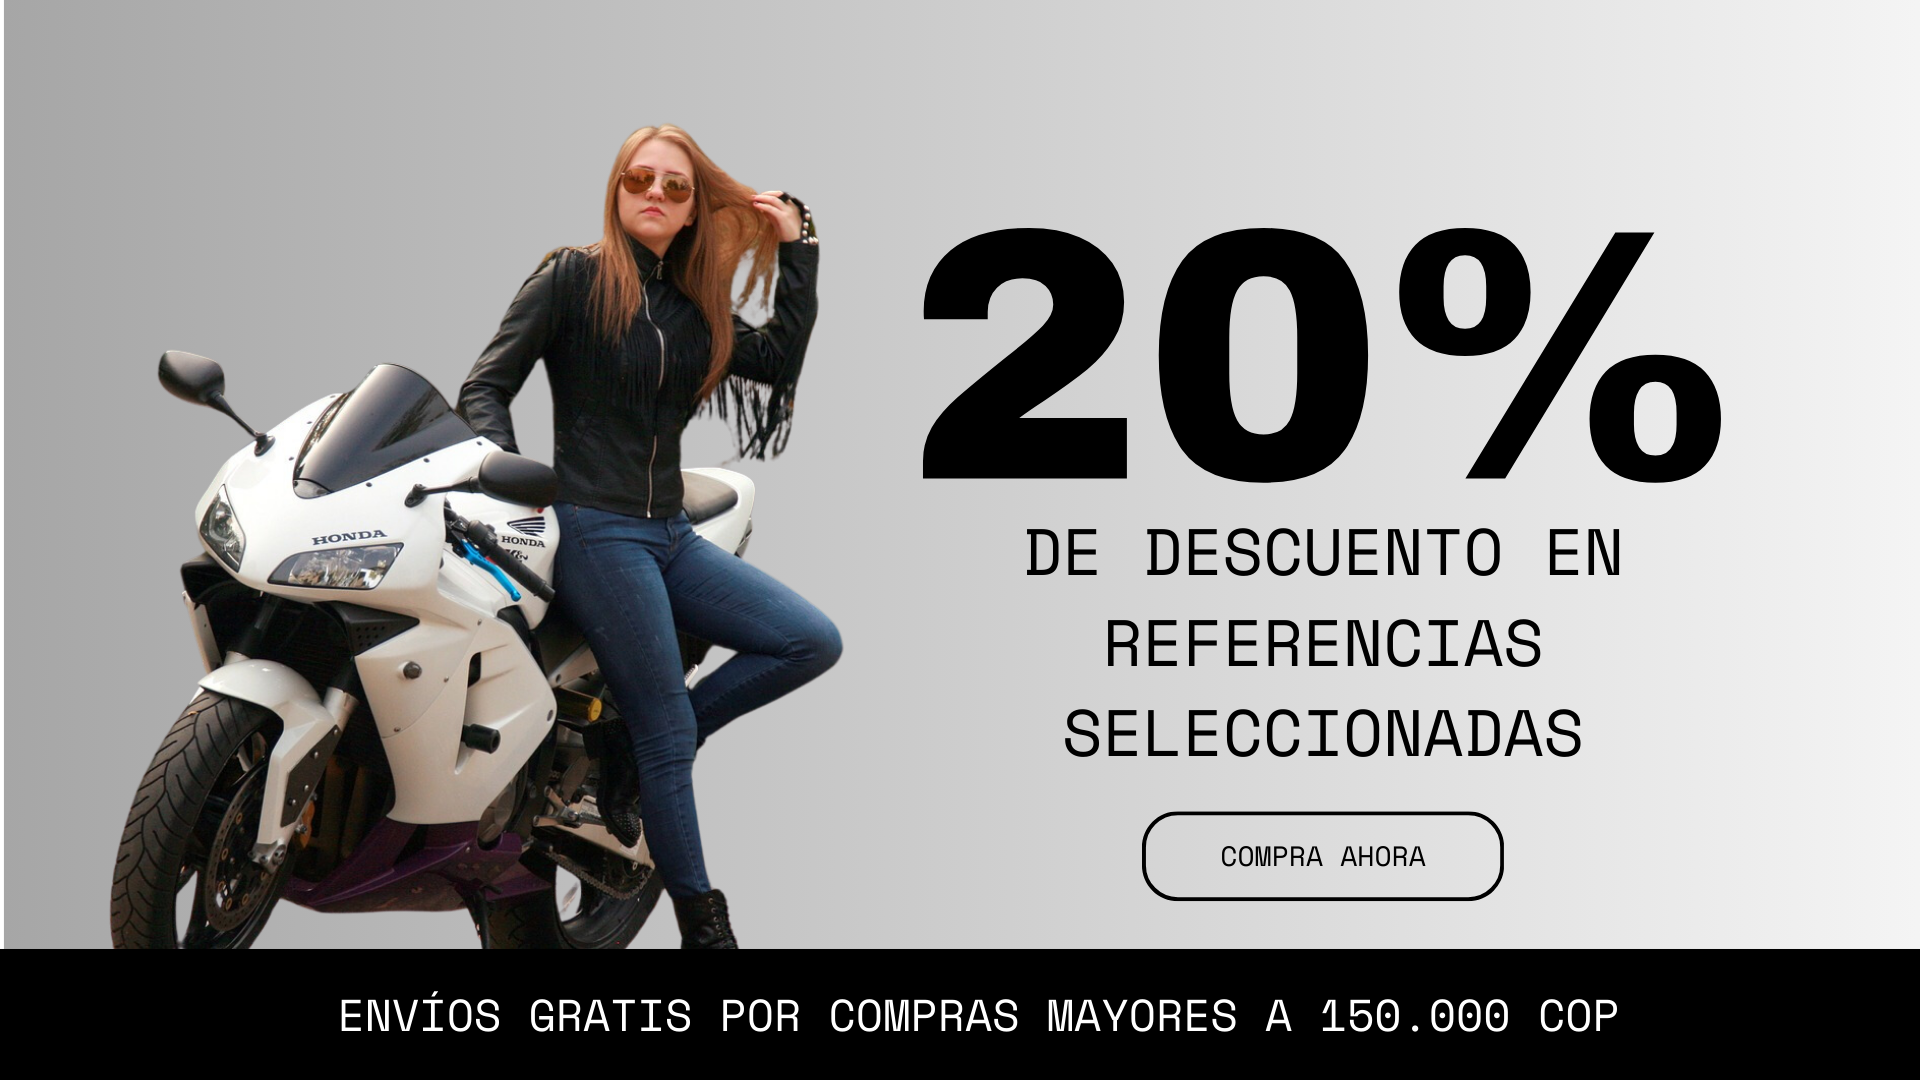 20%
DE DESCUENTO EN
REFERENCIAS
SELECCIONADAS
COMPRA AHORA
HONDA
HONDA
ENVÍOS GRATIS POR COMPRAS MAYORES A 150.000 COP